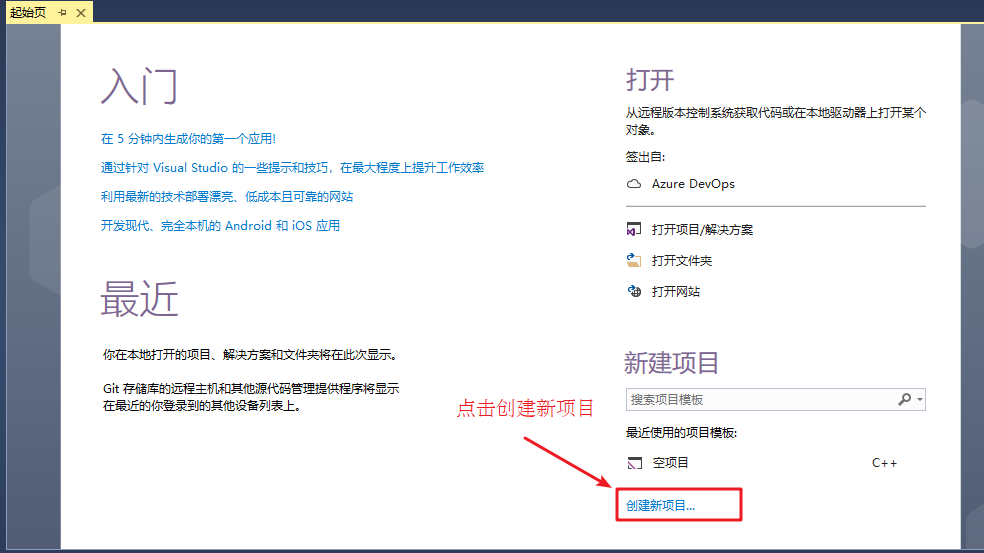 起始页
入门
在 5 分钟内生成你的第一个应用!
通过针对 Visual Studio 的一些提示和技巧，在最大程度上提升工作效率
利用最新的技术部署漂亮、低成本且可靠的网站
开发现代、完全本机的 Android 和 iOS 应用
最近
你在本地打开的项目、解决方案和文件夹将在此次显示。
Git 存储库的远程主机和其他源代码管理提供程序将显示
在最近的你登录到的其他设备列表上。
点击创建新项目
打开
从远程版本控制系统获取代码或在本地驱动器上打开某个
对象。
签出自:
Azure DevOps
打开项目/解决方案
打开文件夹
打开网站
新建项目
搜索项目模板
最近使用的项目模板:
空项目 C++
创建新项目...